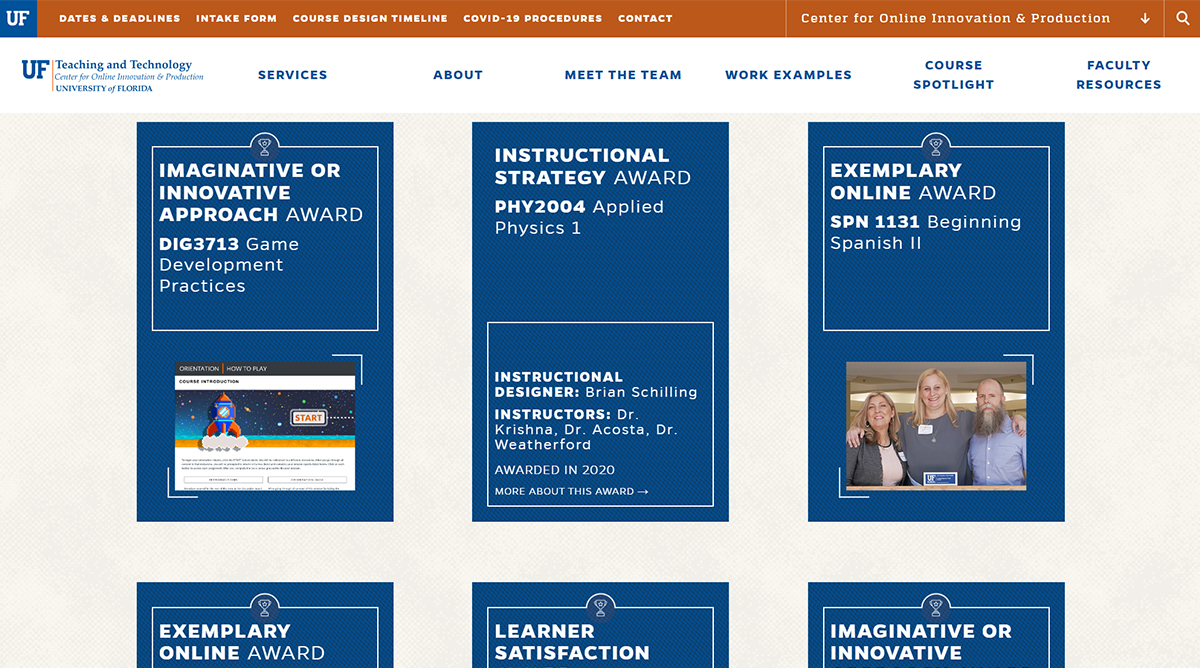 UF
DATES & DEADLINES INTAKE FORM COURSE DESIGN TIMELINE COVID-19 PROCEDURES CONTACT
Center for Online Innovation & Production
UF Teaching and Technology
Center for Online Innovation & Production
UNIVERSITY of FLORIDA
SERVICES
ABOUT
MEET THE TEAM
WORK EXAMPLES
COURSE
SPOTLIGHT
FACULTY
RESOURCES
IMAGINATIVE OR
INNOVATIVE
APPROACH AWARD
DIG3713 Game
Development
Practices
ORIENTATION | HOW TO PLAY
COURSE INTRODUCTION
START
INSTRUCTIONAL
STRATEGY AWARD
PHY2004 Applied
Physics 1
INSTRUCTIONAL
DESIGNER: Brian Schilling
INSTRUCTORS: Dr.
Krishna, Dr. Acosta, Dr.
Weatherford
AWARDED IN 2020
MORE ABOUT THIS AWARD →
EXEMPLARY
ONLINE AWARD
SPN 1131 Beginning
Spanish II
UF
EXEMPLARY
ONLINE AWARD
LEARNER
SATISFACTION
IMAGINATIVE OR
INNOVATIVE